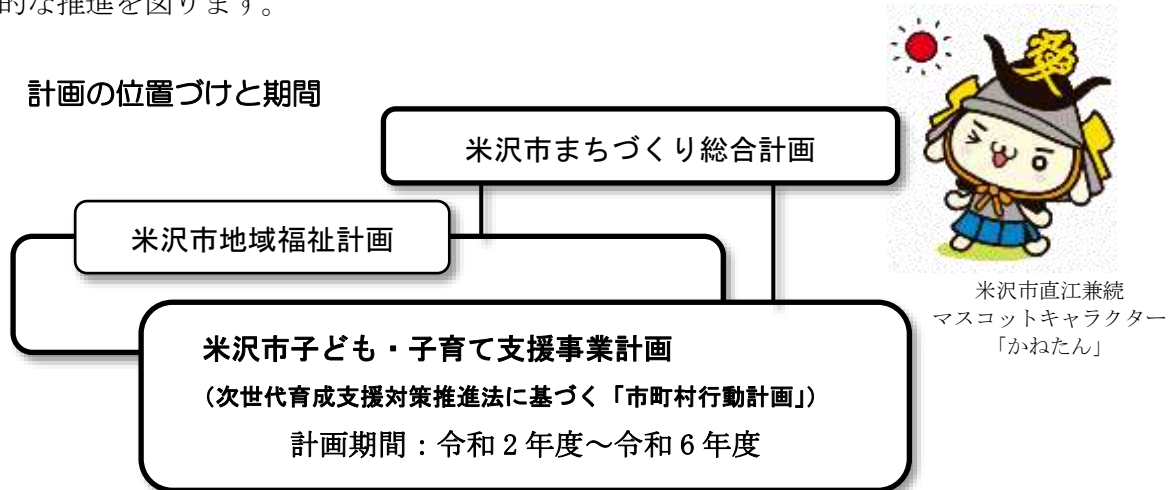 的な推進を図ります。
計画の位置づけと期間
米沢市まちづくり総合計画
米沢市地域福祉計画
米沢市子ども・子育て支援事業計画
（次世代育成支援対策推進法に基づく「市町村行動計画」）
計画期間：令和２年度～令和６年度
愛
米沢市直江兼続
マスコットキャラクター
「かねたん」